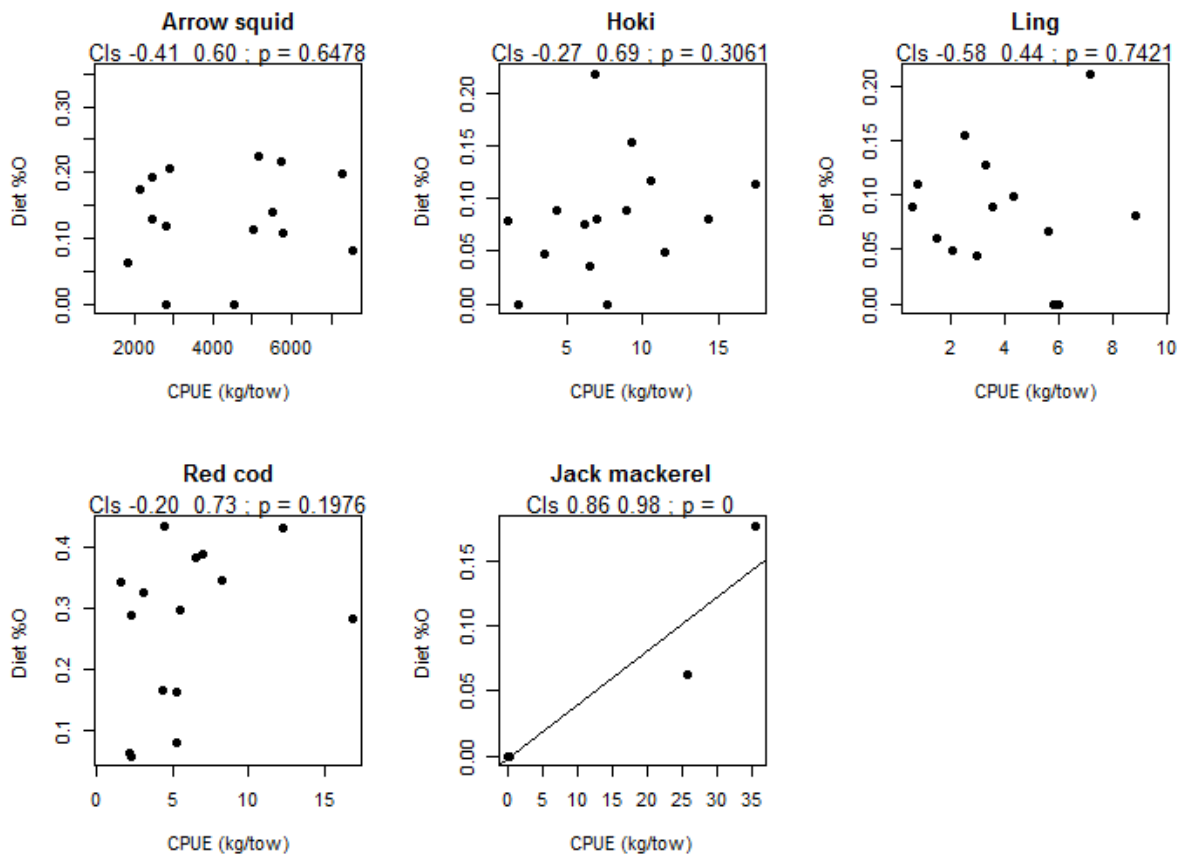 Arrow squid
CIs -0.41 0.60 ; p = 0.6478
Diet %O
0.00 0.10 0.20 0.30
2000 4000 6000
CPUE (kg/tow)
Hoki
CIs -0.27 0.69 ; p = 0.3061
Diet %O
0.00 0.05 0.10 0.15 0.20
5 10 15
CPUE (kg/tow)
Ling
CIs -0.58 0.44 ; p = 0.7421
Diet %O
0.00 0.05 0.10 0.15 0.20
2 4 6 8 10
CPUE (kg/tow)
Red cod
CIs -0.20 0.73 ; p = 0.1976
Diet %O
0.1 0.2 0.3 0.4
0 5 10 15
CPUE (kg/tow)
Jack mackerel
CIs 0.86 0.98 ; p = 0
Diet %O
0.00 0.05 0.10 0.15
0 5 10 15 20 25 30 35
CPUE (kg/tow)